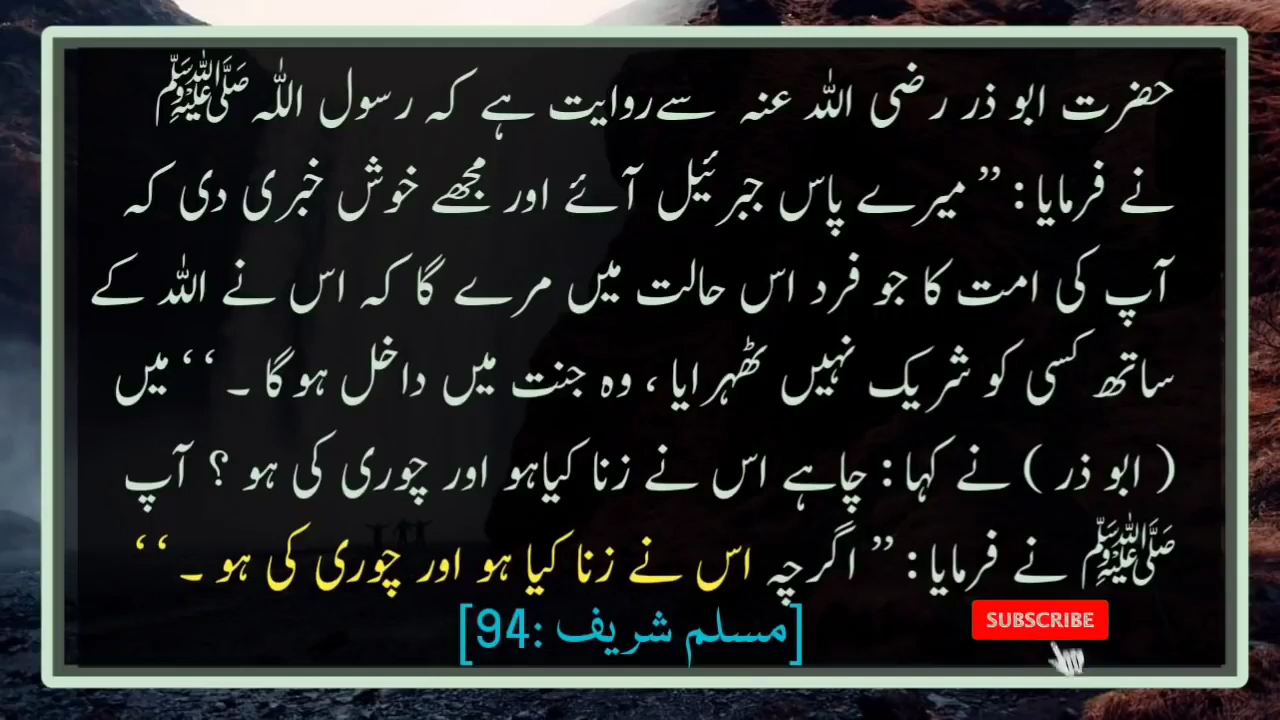 حضرت ابو ذر رضی اللہ عنہ سےروایت ہے کہ رسول اللہ ﷺ
نے فرمایا: ’’ میرے پاس جبرئیل آئے اور مجھے خوش خبری دی کہ
آپ کی امت کا جو فرد اس حالت میں مرے گا کہ اس نے اللہ کے
ساتھ کسی کو شریک نہیں ٹھہرایا ، وہ جنت میں داخل ہو گا ۔ ‘‘ میں
( ابو ذر ) نے کہا: چاہے اس نے زنا کیاہو اور چوری کی ہو ؟ آپ
ﷺ نے فرمایا: ’’ اگرچہ اس نے زنا کیا ہو اور چوری کی ہو ۔ ‘‘
[مسلم شریف :94]
SUBSCRIBE